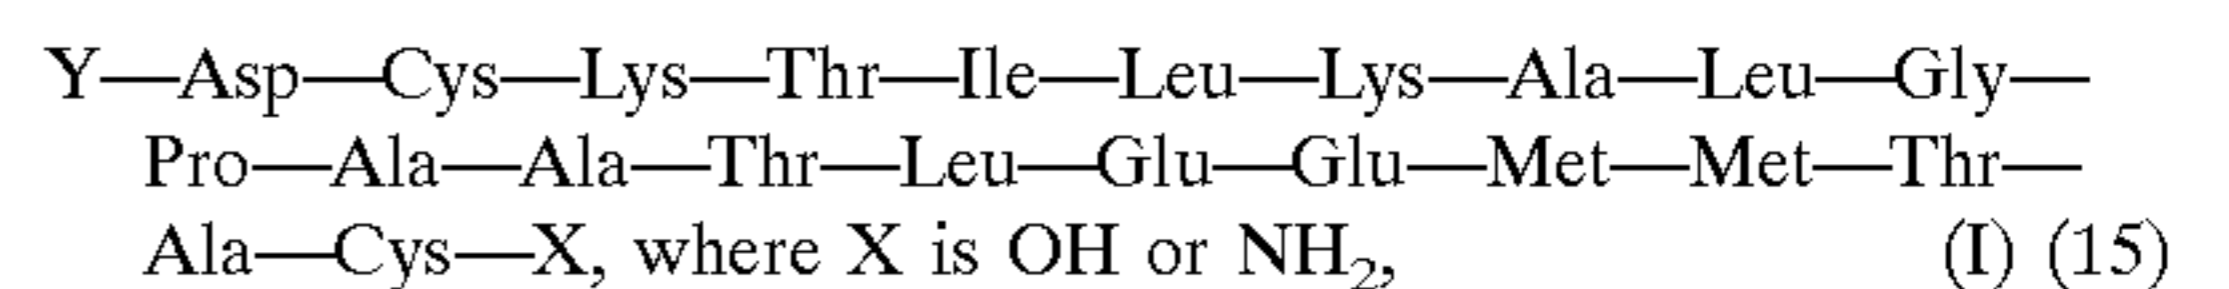 Y—Asp—Cys—Lys—Thr—Ile—Leu—Lys—Ala—Leu—Gly—
Pro—Ala—Ala—Thr—Leu—Glu—Glu—Met—Met—Thr—
Ala—Cys—X, where X is OH or NH₂, (I) (15)